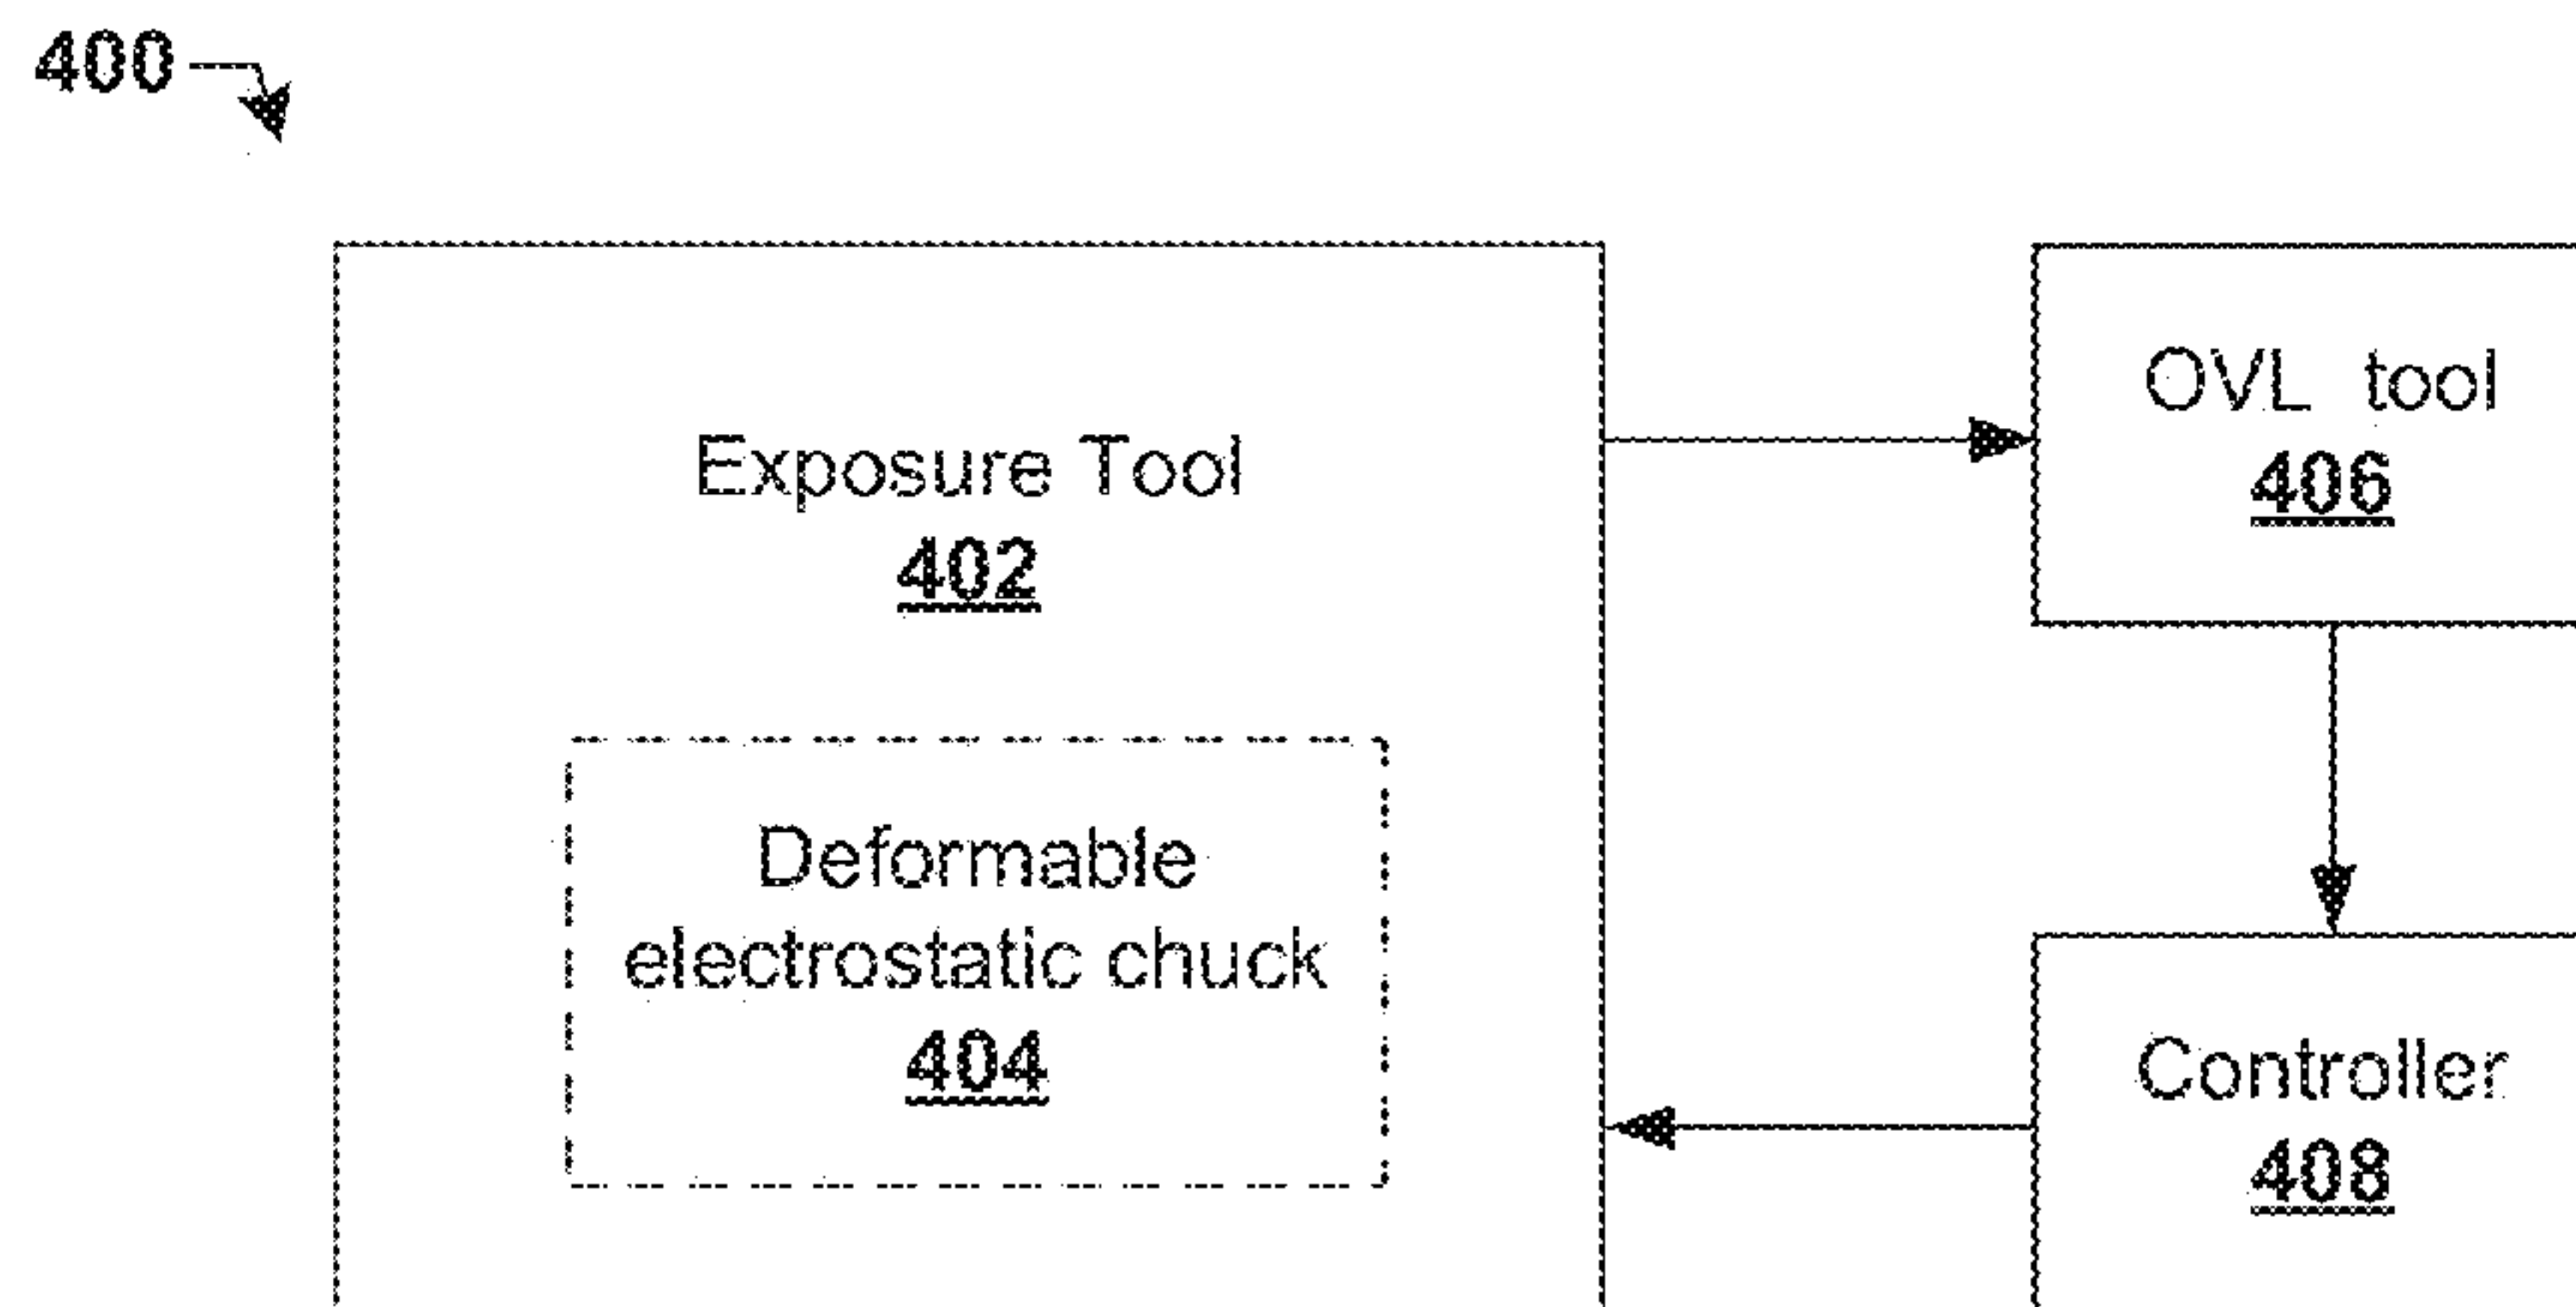 400
Exposure Tool
402
Deformable
electrostatic chuck
404
OVL tool
406
Controller
408